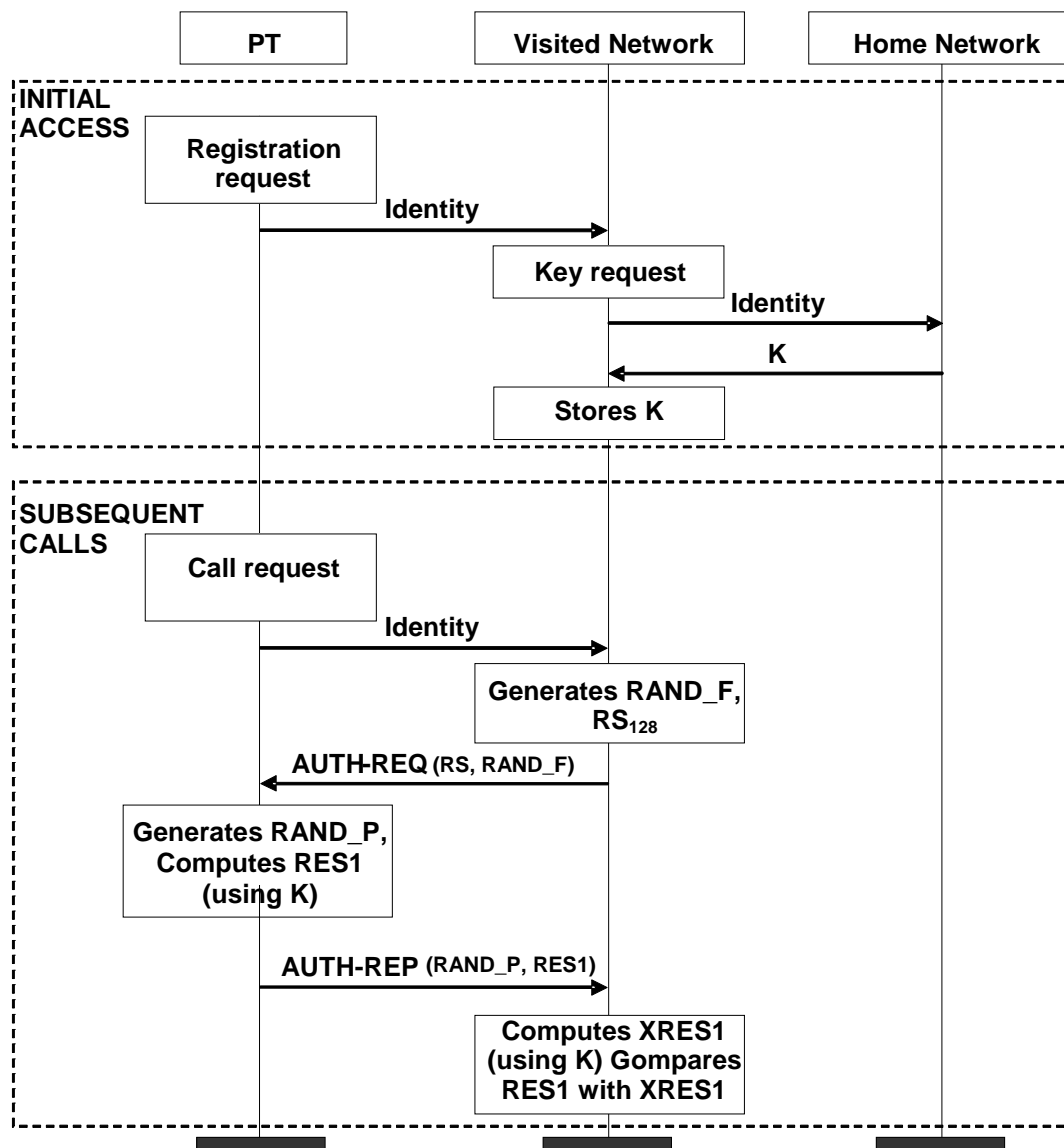 PT
Visited Network
Home Network
INITIAL
ACCESS
Registration
request
Identity
Key request
Identity
K
Stores K
SUBSEQUENT
CALLS
Call request
Identity
Generates RAND_F,
RS₁₂₈
AUTH-REQ (RS, RAND_F)
Generates RAND_P,
Computes RES1
(using K)
AUTH-REP (RAND_P, RES1)
Computes XRES1
(using K) Gompares
RES1 with XRES1